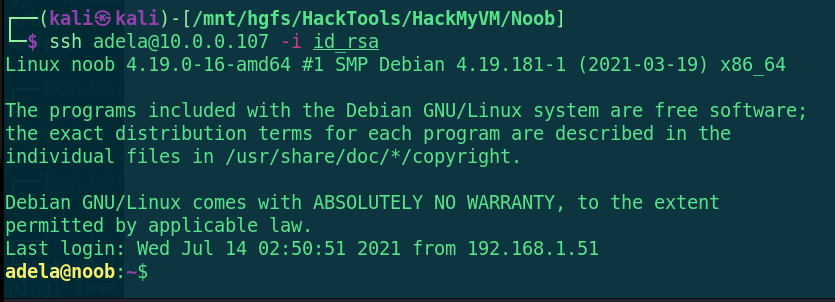 ┌──(kali㉿kali)-[/mnt/hgfs/HackTools/HackMyVM/Noob]
└─$ ssh adela@10.0.0.107 -i id_rsa
Linux noob 4.19.0-16-amd64 #1 SMP Debian 4.19.181-1 (2021-03-19) x86_64
The programs included with the Debian GNU/Linux system are free software;
the exact distribution terms for each program are described in the
individual files in /usr/share/doc/*/copyright.
Debian GNU/Linux comes with ABSOLUTELY NO WARRANTY, to the extent
permitted by applicable law.
Last login: Wed Jul 14 02:50:51 2021 from 192.168.1.51
adela@noob:~$